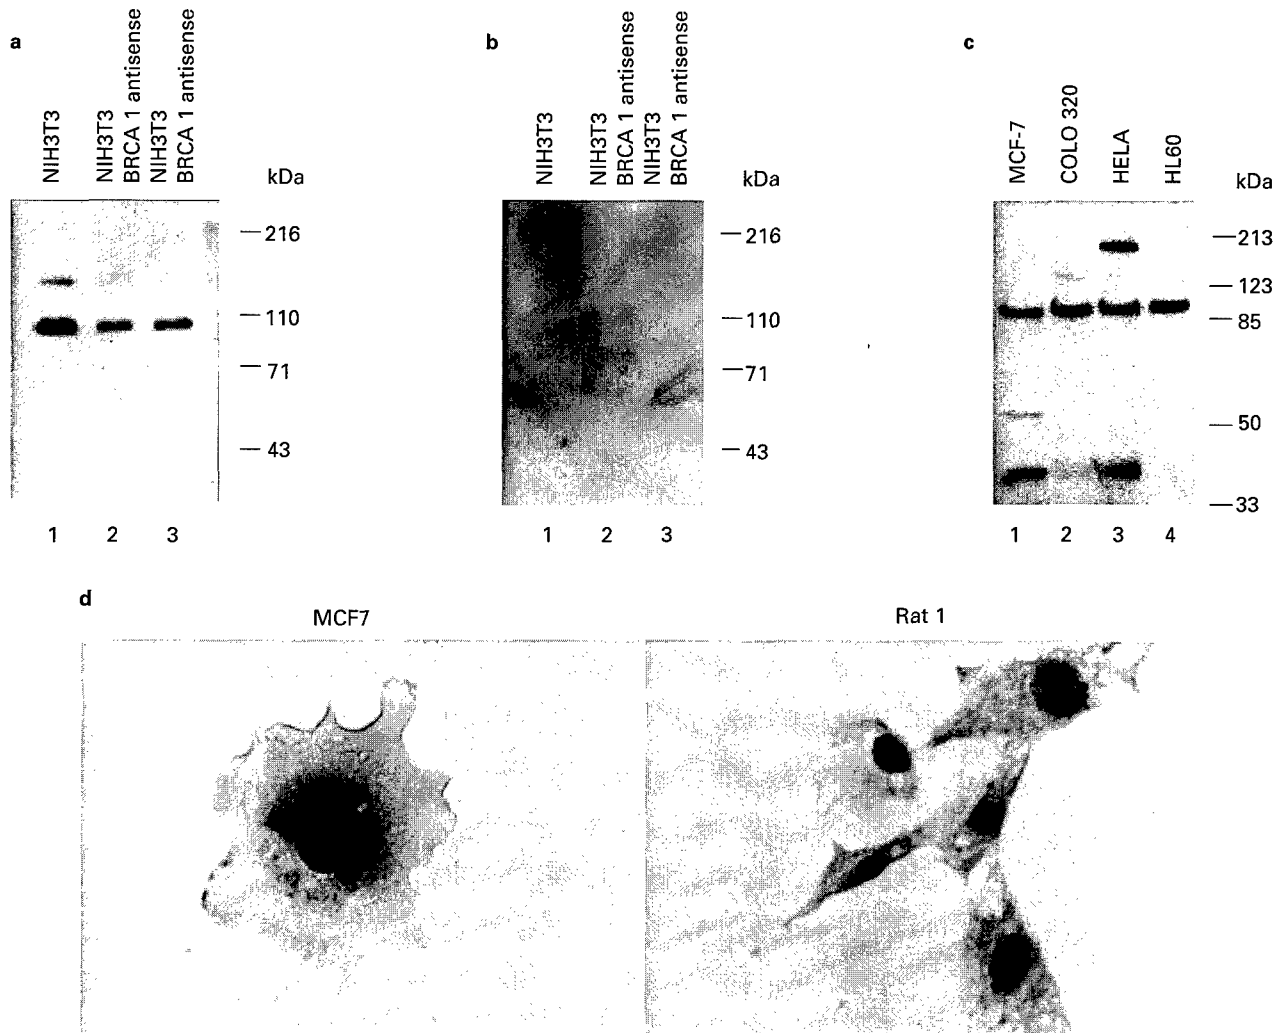 a
NIH3T3
NIH3T3
BRCA 1 antisense
NIH3T3
BRCA 1 antisense
kDa
216
110
71
43
1 2 3
b
NIH3T3
NIH3T3
BRCA 1 antisense
NIH3T3
BRCA 1 antisense
kDa
216
110
71
43
1 2 3
c
MCF-7
COLO 320
HELA
HL60
kDa
213
123
85
50
33
1 2 3 4
d
MCF7
Rat 1